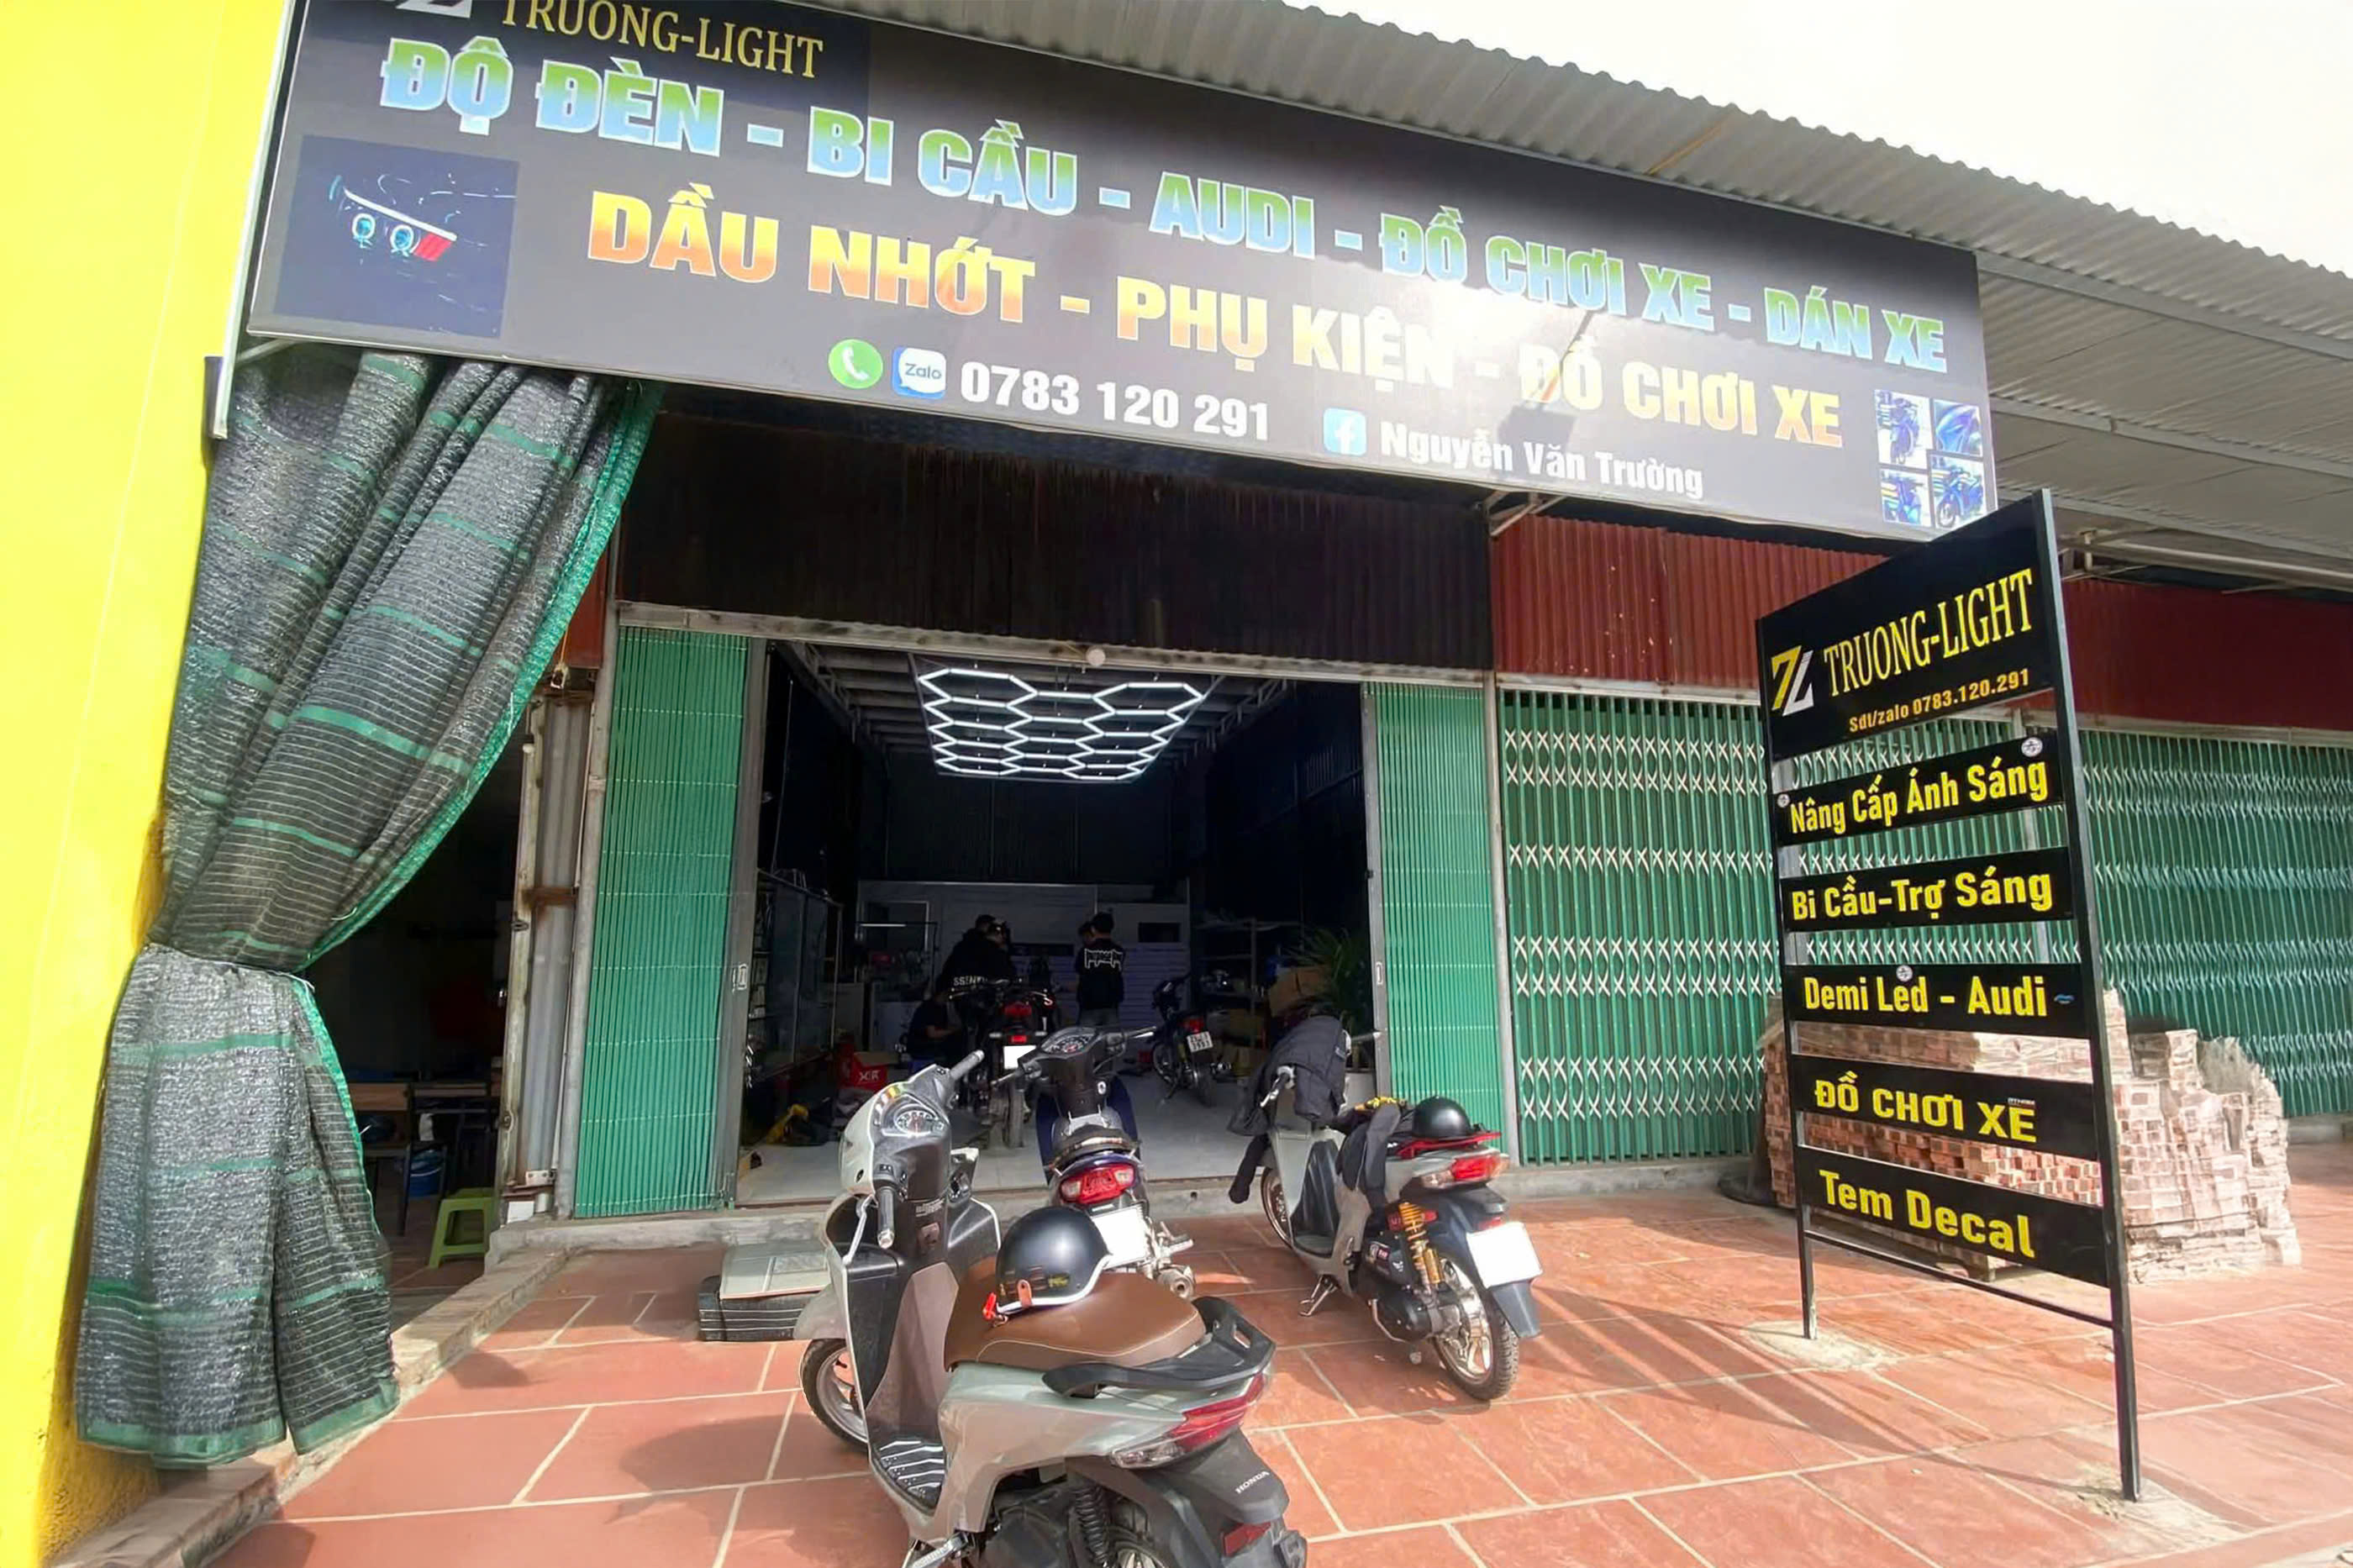 TRUONG-LIGHT
ĐỘ ĐÈN - BI CẦU - AUDI - ĐỒ CHƠI XE - DÁN XE
DẦU NHỚT - PHỤ KIỆN - ĐỒ CHƠI XE
Zalo 0783 120 291
Nguyễn Văn Trường
TRUONG-LIGHT
Sdt/zalo 0783.120.291
Nâng Cấp Ánh Sáng
Bi Cầu-Trợ Sáng
Demi Led - Audi
ĐỒ CHƠI XE
Tem Decal
HONDA